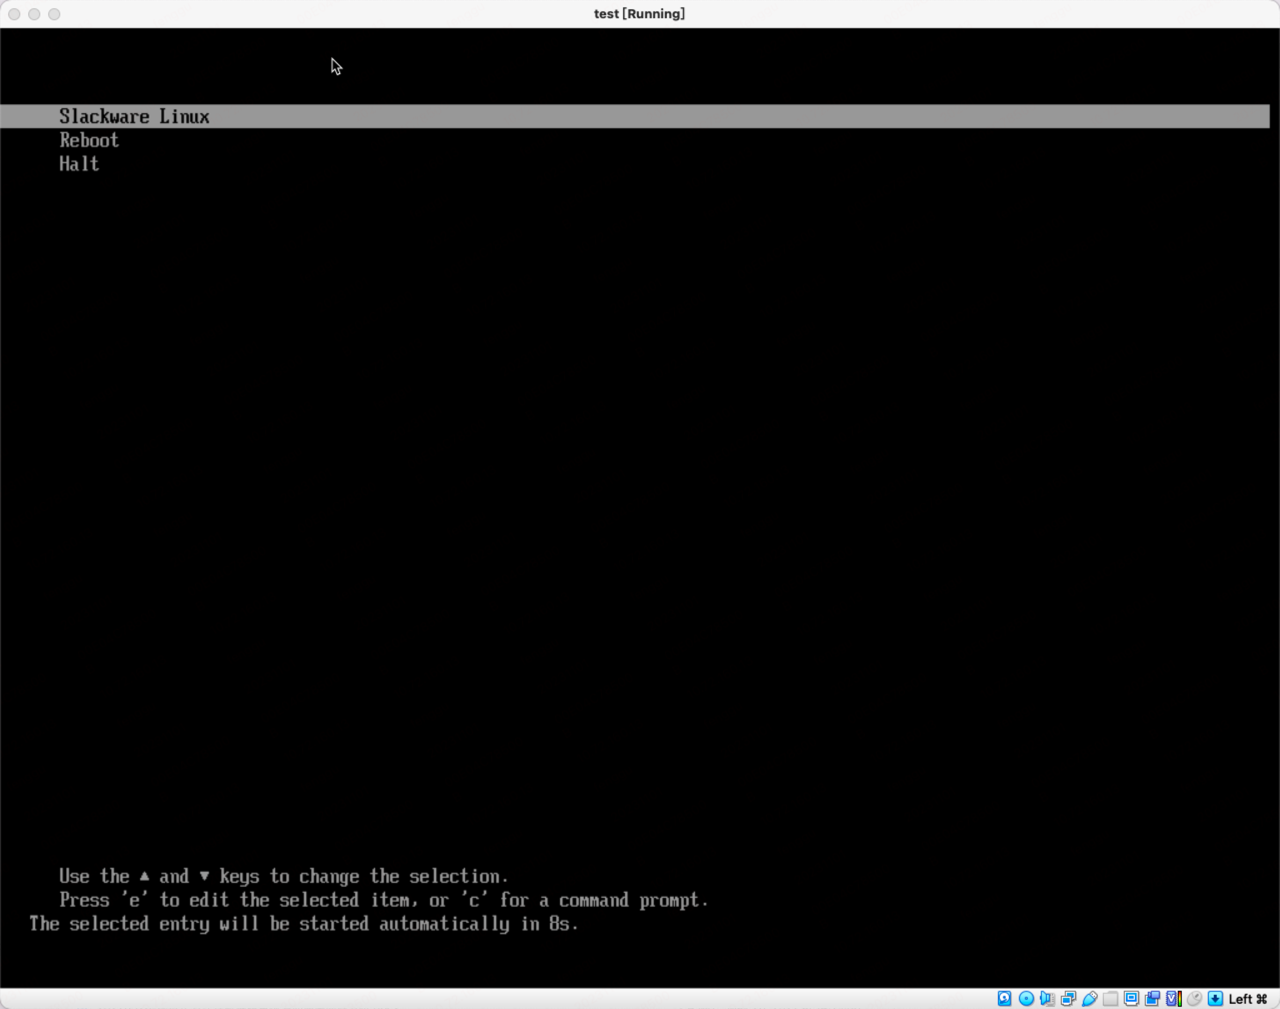 test [Running]
Slackware Linux
Reboot
Halt
Use the ▲ and ▼ keys to change the selection.
Press 'e' to edit the selected item, or 'c' for a command prompt.
The selected entry will be started automatically in 8s.
Left ⌘